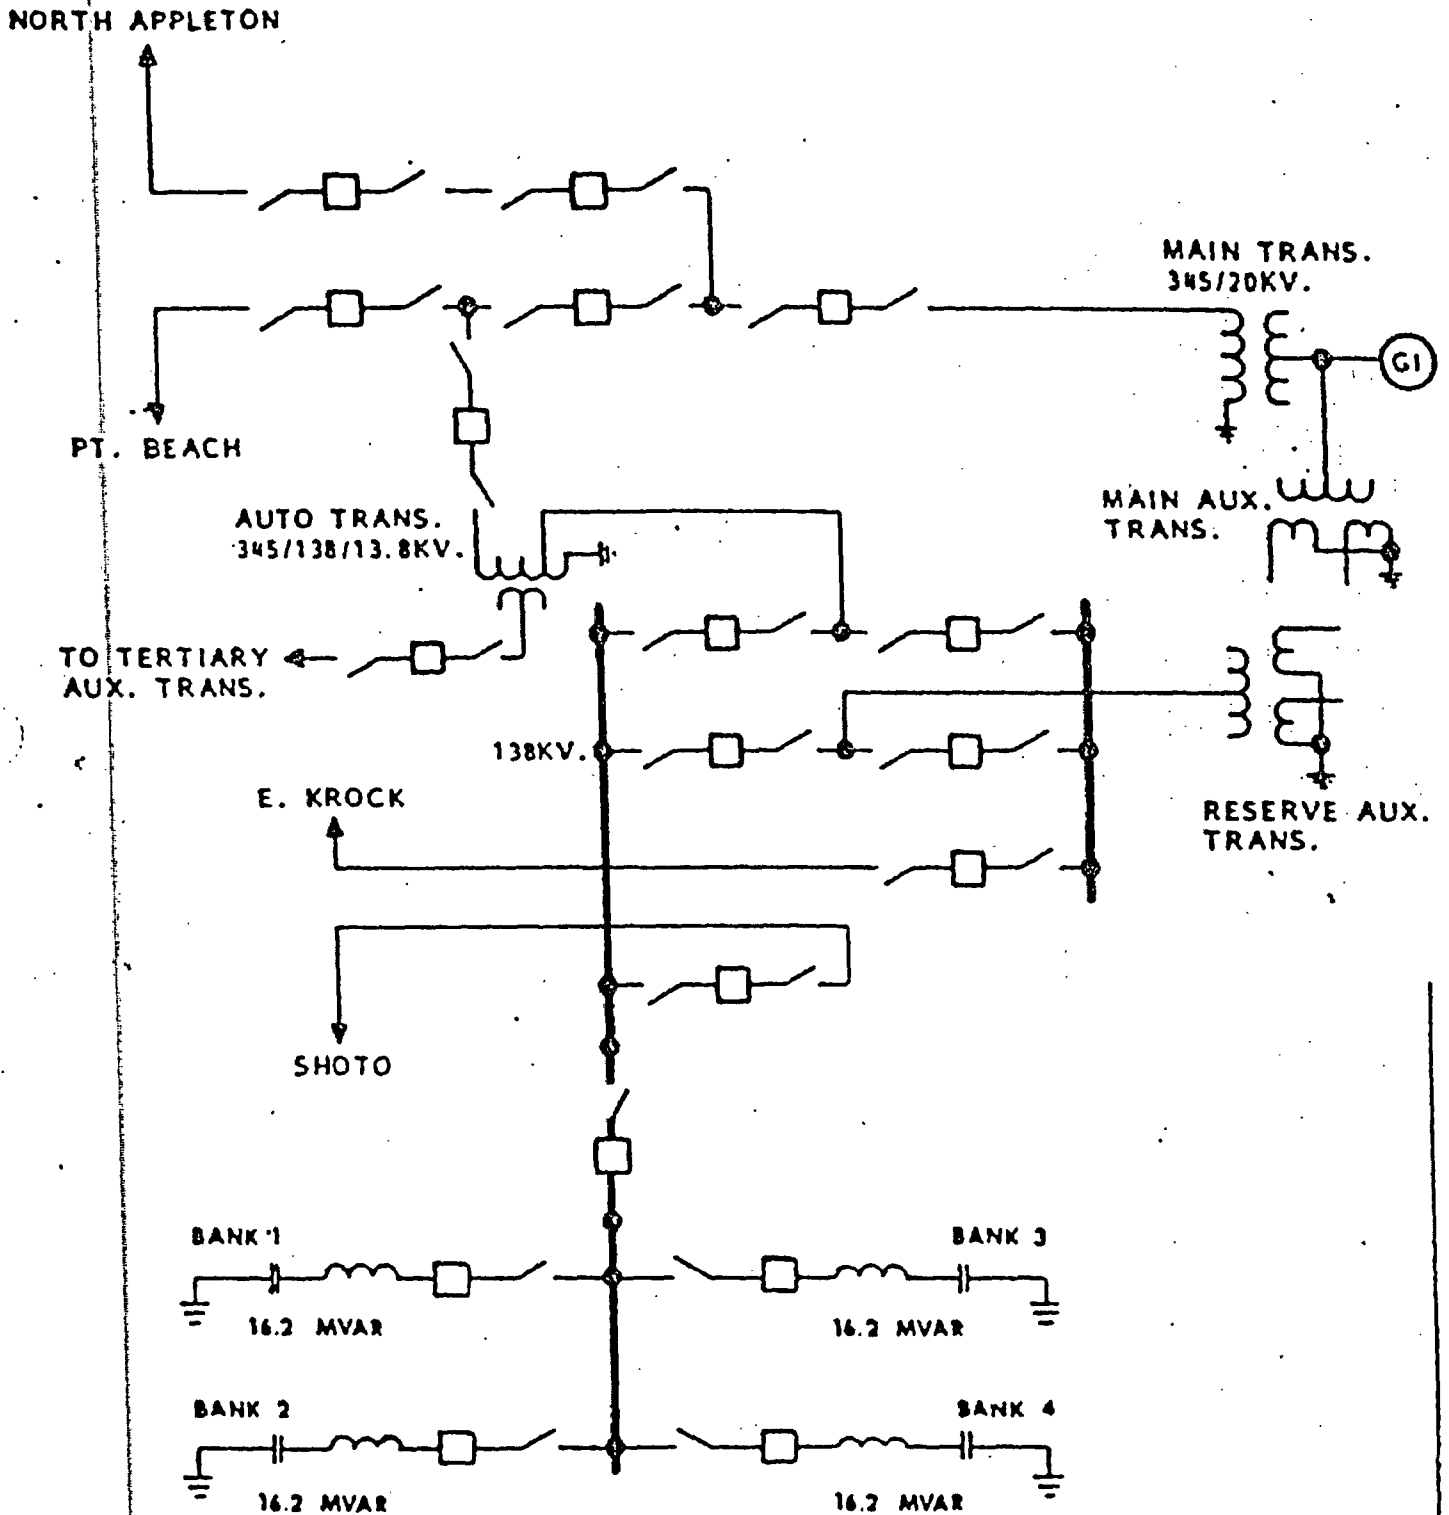 NORTH APPLETON
MAIN TRANS.
345/20KV.
G1
PT. BEACH
MAIN AUX.
TRANS.
AUTO TRANS.
345/138/13.8KV.
TO TERTIARY
AUX. TRANS.
138KV.
E. KROCK
RESERVE AUX.
TRANS.
SHOTO
BANK 1
BANK 3
16.2 MVAR
16.2 MVAR
BANK 2
BANK 4
16.2 MVAR
16.2 MVAR